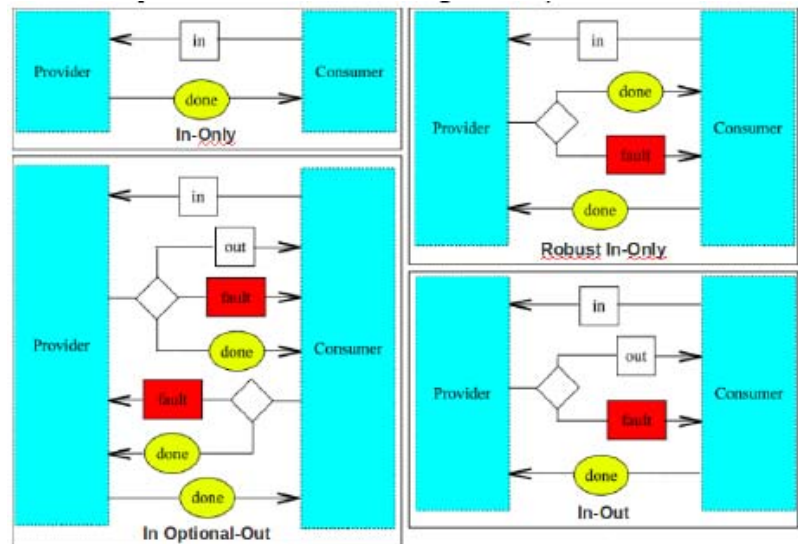 in
Provider
Consumer
done
In-Only
in
out
fault
Provider
done
Consumer
fault
done
done
In Optional-Out
in
done
Provider
Consumer
fault
done
Robust In-Only
in
out
Provider
Consumer
fault
done
In-Out